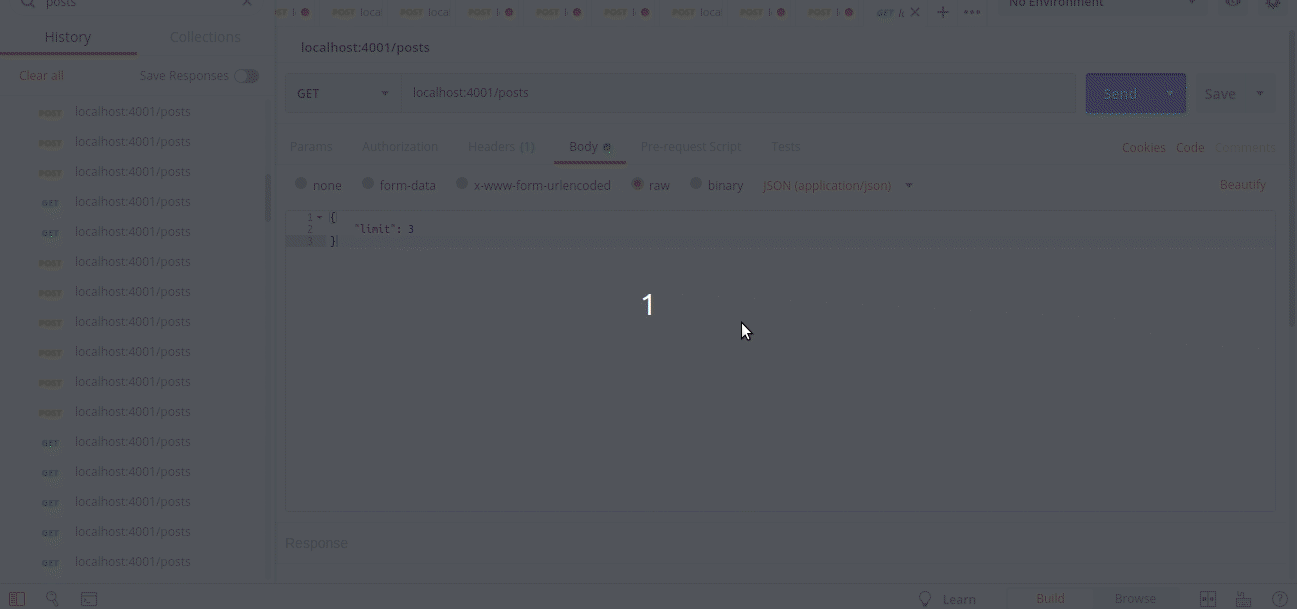 posts
History
Collections
Clear all
Save Responses
POST localhost:4001/posts
POST localhost:4001/posts
POST localhost:4001/posts
GET localhost:4001/posts
GET localhost:4001/posts
POST localhost:4001/posts
POST localhost:4001/posts
POST localhost:4001/posts
POST localhost:4001/posts
POST localhost:4001/posts
POST localhost:4001/posts
GET localhost:4001/posts
GET localhost:4001/posts
GET localhost:4001/posts
GET localhost:4001/posts
GET localhost:4001/posts
POST l POST local POST local POST l POST l POST l POST local POST l POST l GET l
No Environment
localhost:4001/posts
GET localhost:4001/posts Send Save
Params Authorization Headers (1) Body Pre-request Script Tests Cookies Code Comments
none form-data x-www-form-urlencoded raw binary JSON (application/json) Beautify
1 {
2 "limit": 3
3 }
1
Response
Learn Build Browse